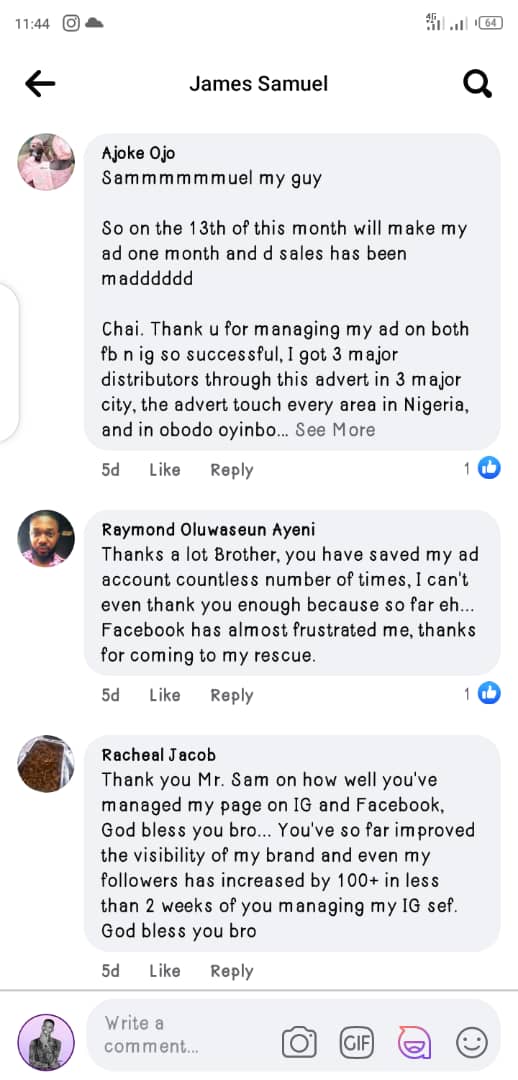 11:44
4G
64
James Samuel
Ajoke Ojo
Sammmmmmuel my guy
So on the 13th of this month will make my
ad one month and d sales has been
madddddd
Chai. Thank u for managing my ad on both
fb n ig so successful, I got 3 major
distributors through this advert in 3 major
city, the advert touch every area in Nigeria,
and in obodo oyinbo... See More
5d Like Reply 1
Raymond Oluwaseun Ayeni
Thanks a lot Brother, you have saved my ad
account countless number of times, I can't
even thank you enough because so far eh...
Facebook has almost frustrated me, thanks
for coming to my rescue.
5d Like Reply 1
Racheal Jacob
Thank you Mr. Sam on how well you've
managed my page on IG and Facebook,
God bless you bro... You've so far improved
the visibility of my brand and even my
followers has increased by 100+ in less
than 2 weeks of you managing my IG sef.
God bless you bro
5d Like Reply
Write a
comment...
GIF